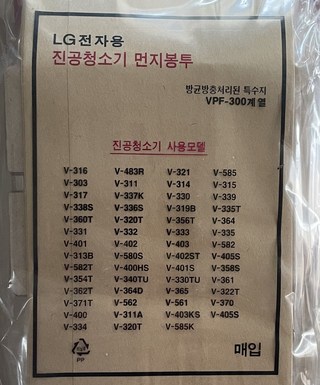 LG전자용
진공청소기 먼지봉투
방균방충처리된 특수지
VPF-300계열
진공청소기 사용모델
V-316 V-483R V-321 V-585
V-303 V-311 V-314 V-315
V-317 V-337K V-330 V-339
V-338S V-336S V-319B V-335T
V-360T V-320T V-356T V-364
V-331 V-332 V-333 V-335
V-401 V-402 V-403 V-582
V-313B V-580S V-402ST V-405S
V-582T V-400HS V-401S V-358S
V-354T V-340TU V-330TU V-361
V-362T V-364D V-365 V-322T
V-371T V-562 V-561 V-370
V-400 V-311A V-403KS V-405S
V-334 V-320T V-585K
PP
매입